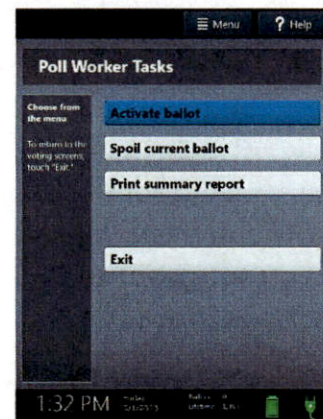 Menu
? Help
Poll Worker Tasks
Choose from
the menu
To return to the
voting screens,
touch "Exit."
Activate ballot
Spoil current ballot
Print summary report
Exit
1:32 PM